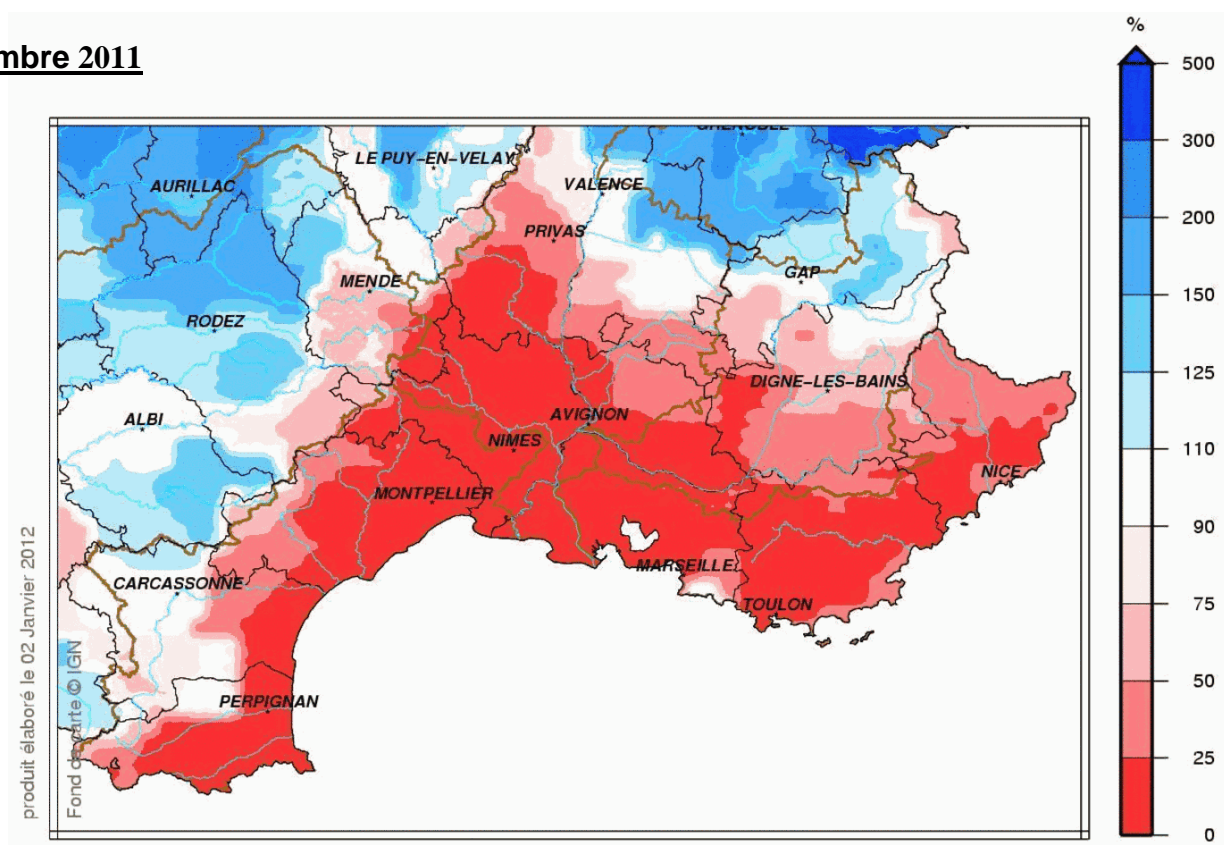 mbre 2011
%
500
300
200
150
125
110
90
75
50
25
0
GRENOBLE
LE PUY-EN-VELAY
AURILLAC
VALENCE
PRIVAS
GAP
MENDE
RODEZ
DIGNE-LES-BAINS
ALBI
AVIGNON
NIMES
NICE
MONTPELLIER
MARSEILLE
CARCASSONNE
TOULON
PERPIGNAN
produit élaboré le 02 Janvier 2012
Fond de carte © IGN